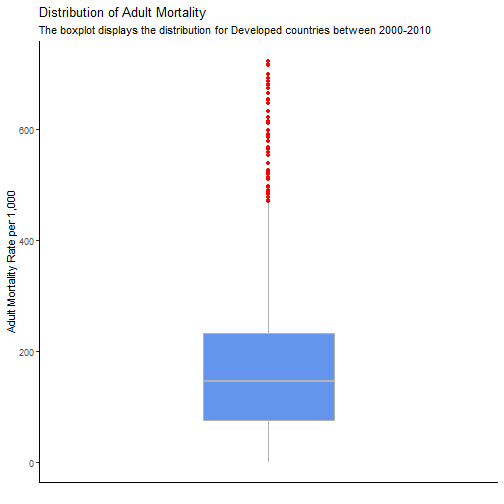 Distribution of Adult Mortality
The boxplot displays the distribution for Developed countries between 2000-2010
Adult Mortality Rate per 1,000
600
400
200
0